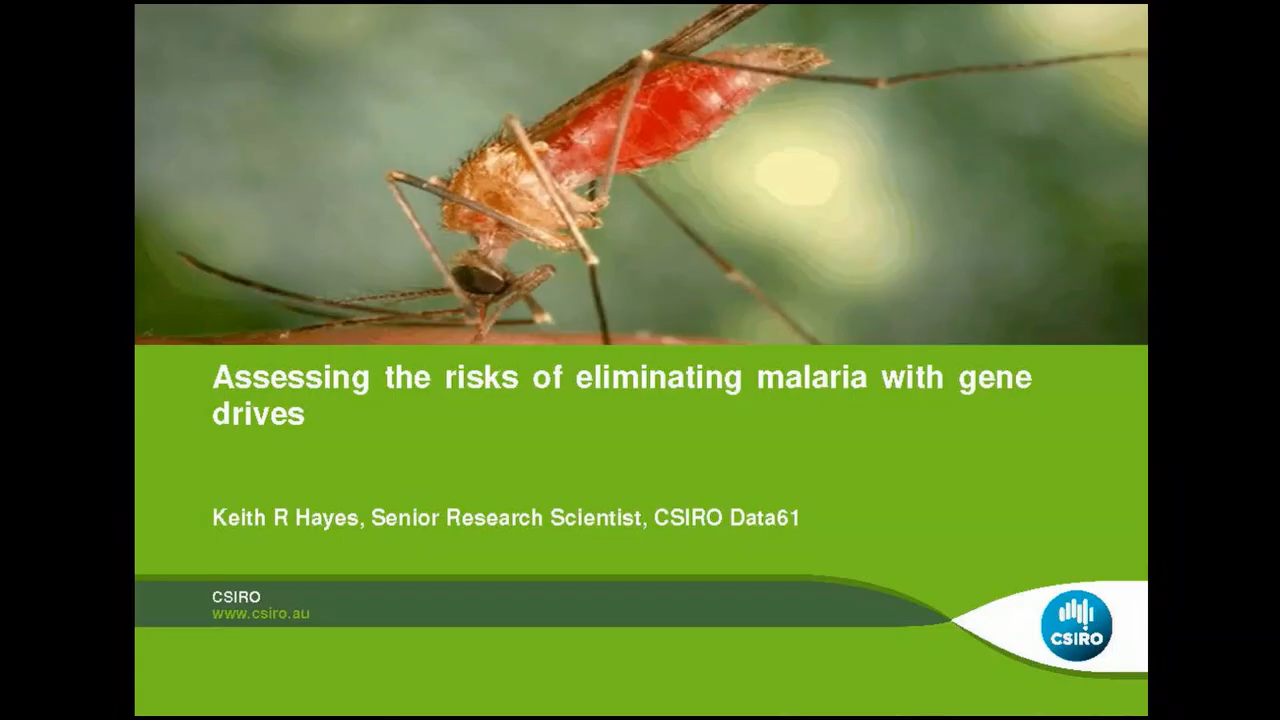 Assessing the risks of eliminating malaria with gene
drives
Keith R Hayes, Senior Research Scientist, CSIRO Data61
CSIRO
www.csiro.au
CSIRO